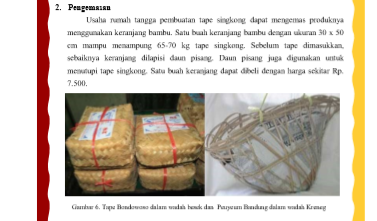 2. Pengemasan
Usaha rumah tangga pembuatan tape singkong dapat mengemas produknya
menggunakan keranjang bambu. Satu buah keranjang bambu dengan ukuran 30 x 50
cm mampu menampung 65-70 kg tape singkong. Sebelum tape dimasukkan,
sebaiknya keranjang dilapisi daun pisang. Daun pisang juga digunakan untuk
menutupi tape singkong. Satu buah keranjang dapat dibeli dengan harga sekitar Rp.
7.500.
Gambar 6. Tape Bondowoso dalam wadah besek dan Peuyeum Bandung dalam wadah